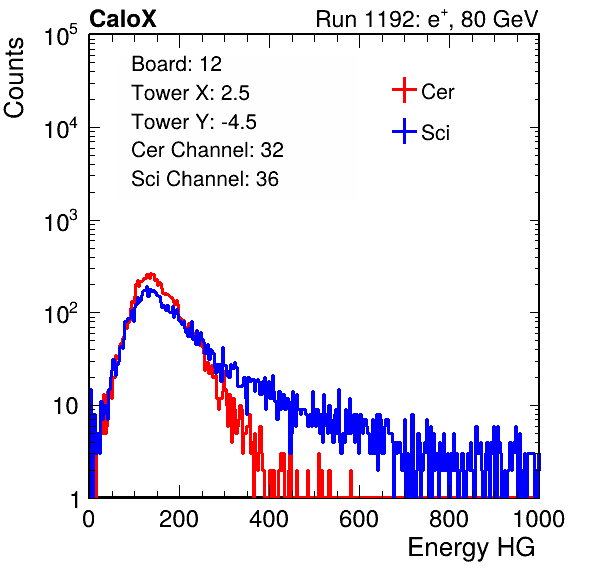 CaloX Run 1192: e⁺, 80 GeV
Board: 12
Tower X: 2.5
Tower Y: -4.5
Cer Channel: 32
Sci Channel: 36
Cer
Sci
Counts
10⁵
10⁴
10³
10²
10
1
0 200 400 600 800 1000
Energy HG